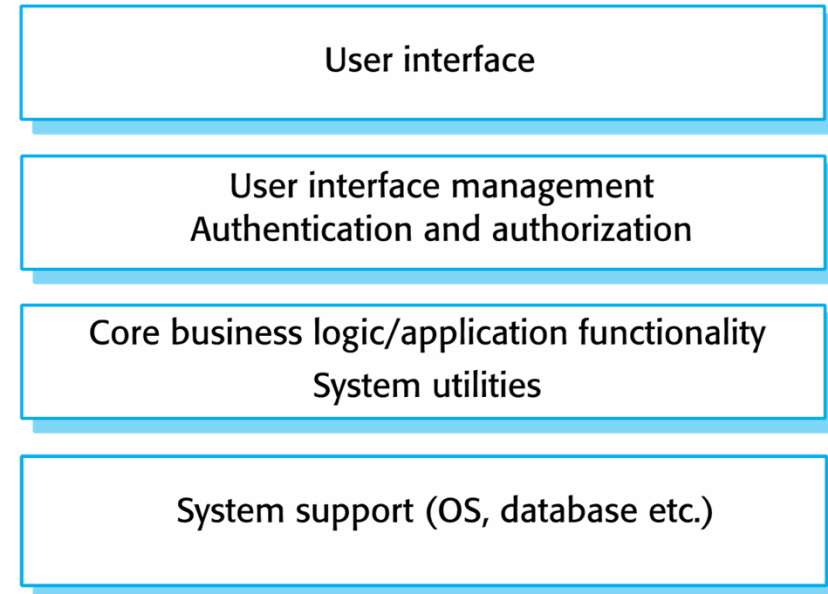 User interface
User interface management
Authentication and authorization
Core business logic/application functionality
System utilities
System support (OS, database etc.)